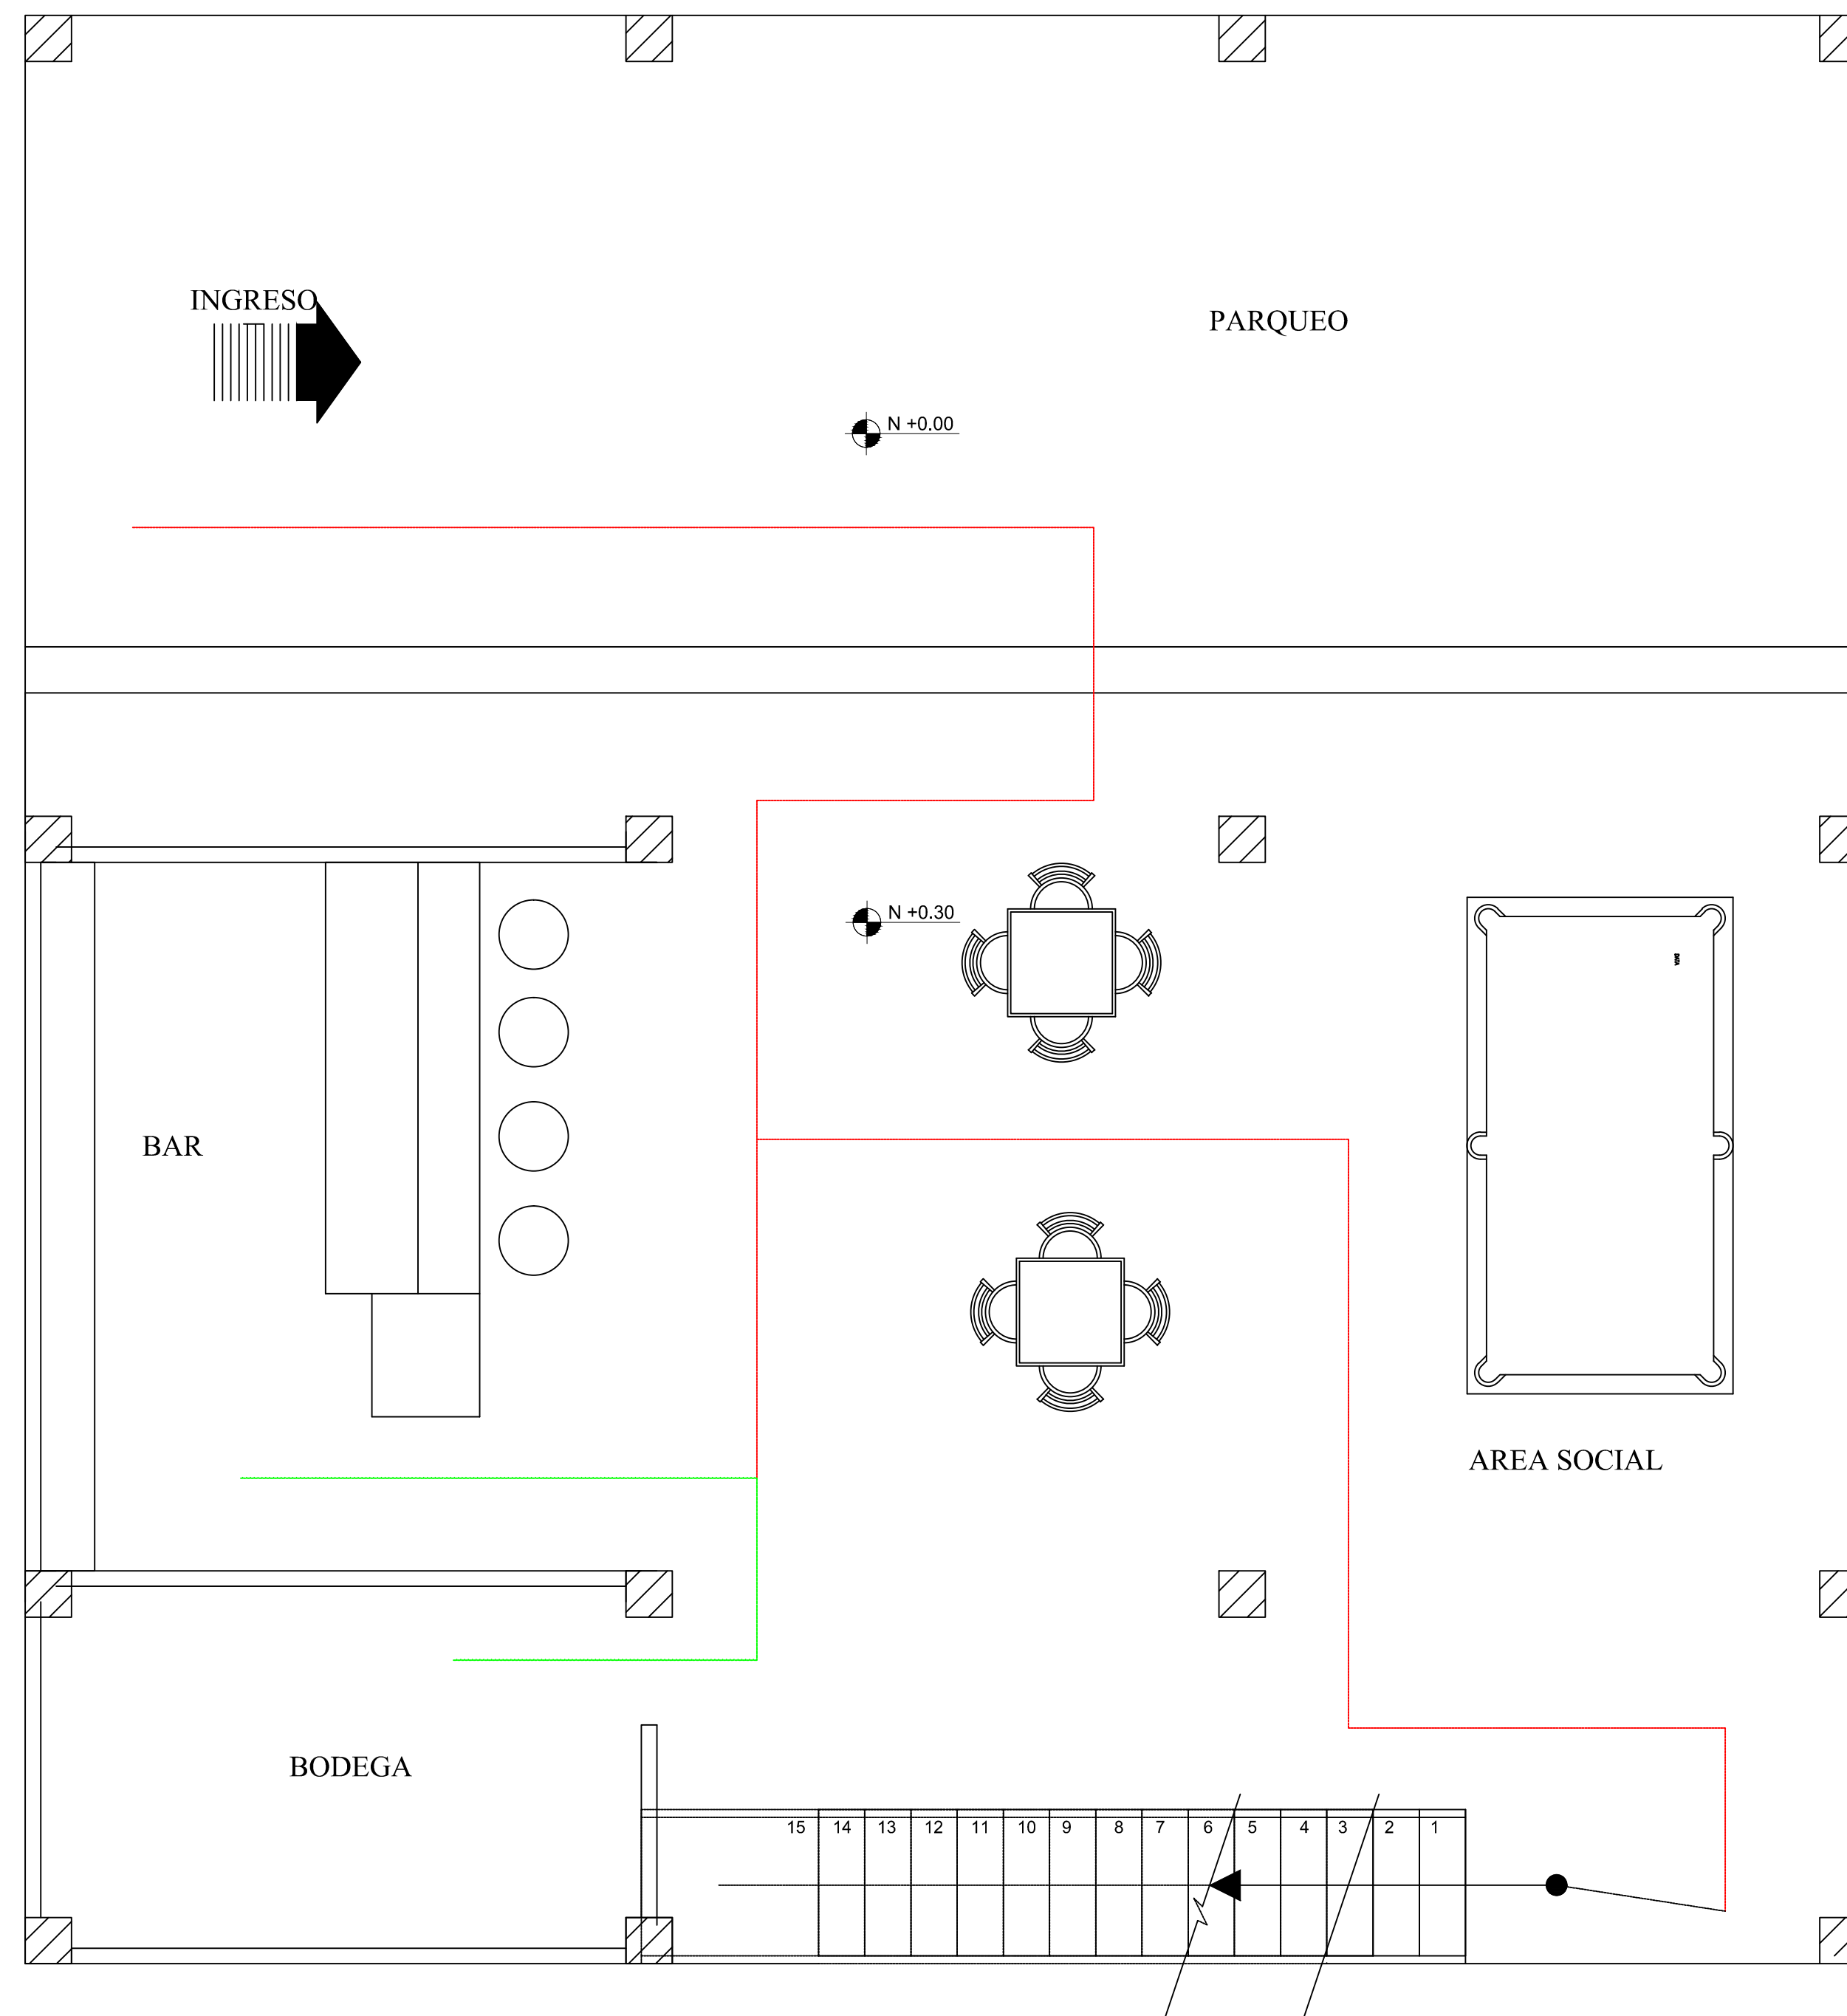 INGRESO
PARQUEO
N +0.00
N +0.30
BAR
AREA SOCIAL
BODEGA
15 14 13 12 11 10 9 8 7 6 5 4 3 2 1